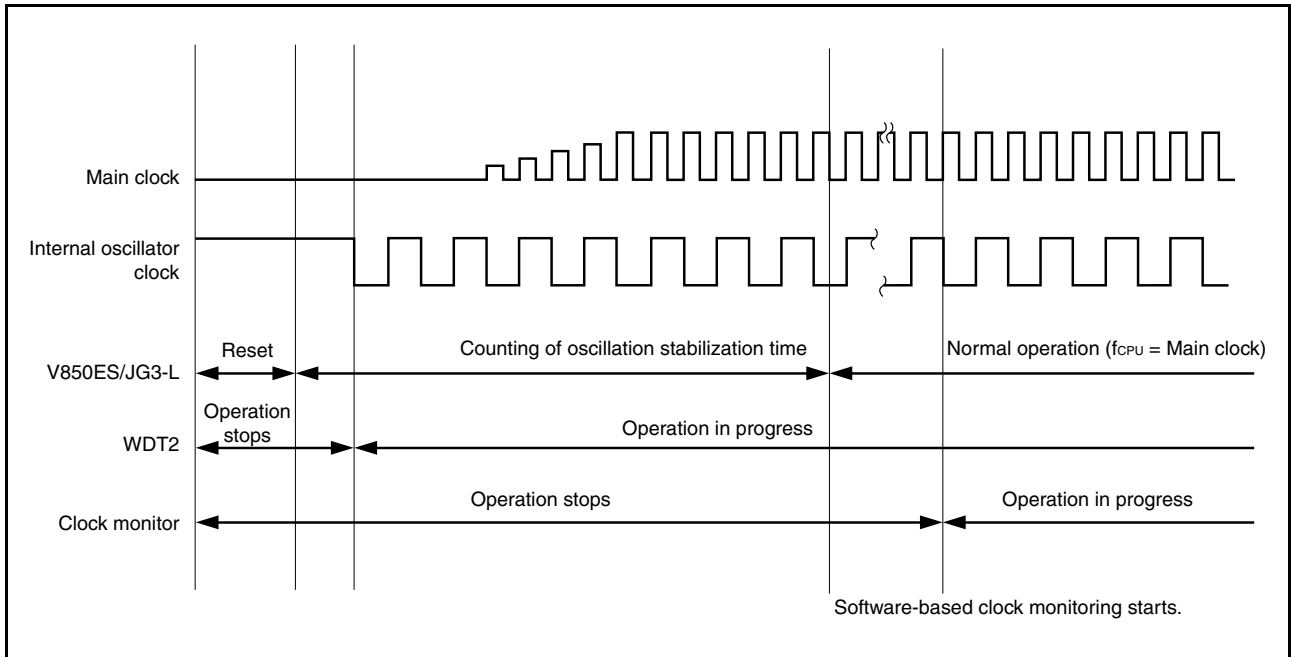 Main clock
Internal oscillator
clock
Reset
Counting of oscillation stabilization time
Normal operation (fCPU = Main clock)
V850ES/JG3-L
Operation
stops
Operation in progress
WDT2
Operation stops
Operation in progress
Clock monitor
Software-based clock monitoring starts.